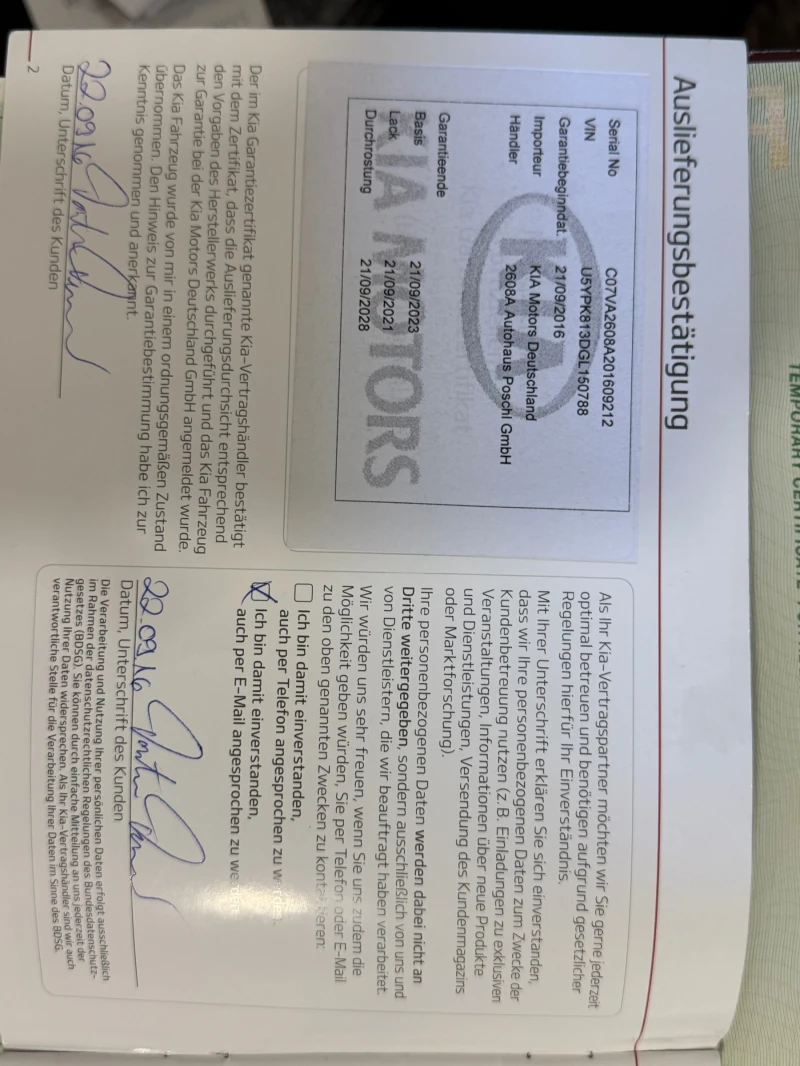 Auslieferungsbestätigung
Serial No C07VA2608A201609212
VIN U5YPK813DGL150788
Garantiebeginndat. 21/09/2016
Importeur KIA Motors Deutschland
Händler 2608A Autohaus Poschi GmbH
Garantieende
Basis 21/09/2023
Lack 21/09/2021
Durchrostung 21/09/2028
KIA MOTORS
Der im Kia Garantiezertifikat genannte Kia-Vertragshändler bestätigt
mit dem Zertifikat, dass die Auslieferungsdurchsicht entsprechend
den Vorgaben des Herstellerwerks durchgeführt und das Kia Fahrzeug
zur Garantie bei der Kia Motors Deutschland GmbH angemeldet wurde.
Das Kia Fahrzeug wurde von mir in einem ordnungsgemäßen Zustand
übernommen. Den Hinweis zur Garantiebestimmung habe ich zur
Kenntnis genommen und anerkannt.
22.09.16
Datum, Unterschrift des Kunden
2
Als Ihr Kia-Vertragspartner möchten wir Sie gerne jederzeit
optimal betreuen und benötigen aufgrund gesetzlicher
Regelungen hierfür Ihr Einverständnis.
Mit Ihrer Unterschrift erklären Sie sich einverstanden,
dass wir Ihre personenbezogenen Daten zum Zwecke der
Kundenbetreuung nutzen (z. B. Einladungen zu exklusiven
Veranstaltungen, Informationen über neue Produkte
und Dienstleistungen, Versendung des Kundenmagazins
oder Marktforschung).
Ihre personenbezogenen Daten werden dabei nicht an
Dritte weitergegeben, sondern ausschließlich von uns und
von Dienstleistern, die wir beauftragt haben verarbeitet.
Wir würden uns sehr freuen, wenn Sie uns zudem die
Möglichkeit geben würden, Sie per Telefon oder E-Mail
zu den oben genannten Zwecken zu kontaktieren:
Ich bin damit einverstanden,
auch per Telefon angesprochen zu werden.
Ich bin damit einverstanden,
auch per E-Mail angesprochen zu werden
22.09.16
Datum, Unterschrift des Kunden
Die Verarbeitung und Nutzung Ihrer persönlichen Daten erfolgt ausschließlich
im Rahmen der datenschutzrechtlichen Regelungen des Bundesdatenschutz-
gesetzes (BDSG). Sie können durch einfache Mitteilung an uns jederzeit der
Nutzung Ihrer Daten widersprechen. Als Ihr Kia-Vertragshändler sind wir auch
verantwortliche Stelle für die Verarbeitung Ihrer Daten im Sinne des BDSG.
TEMPORARY